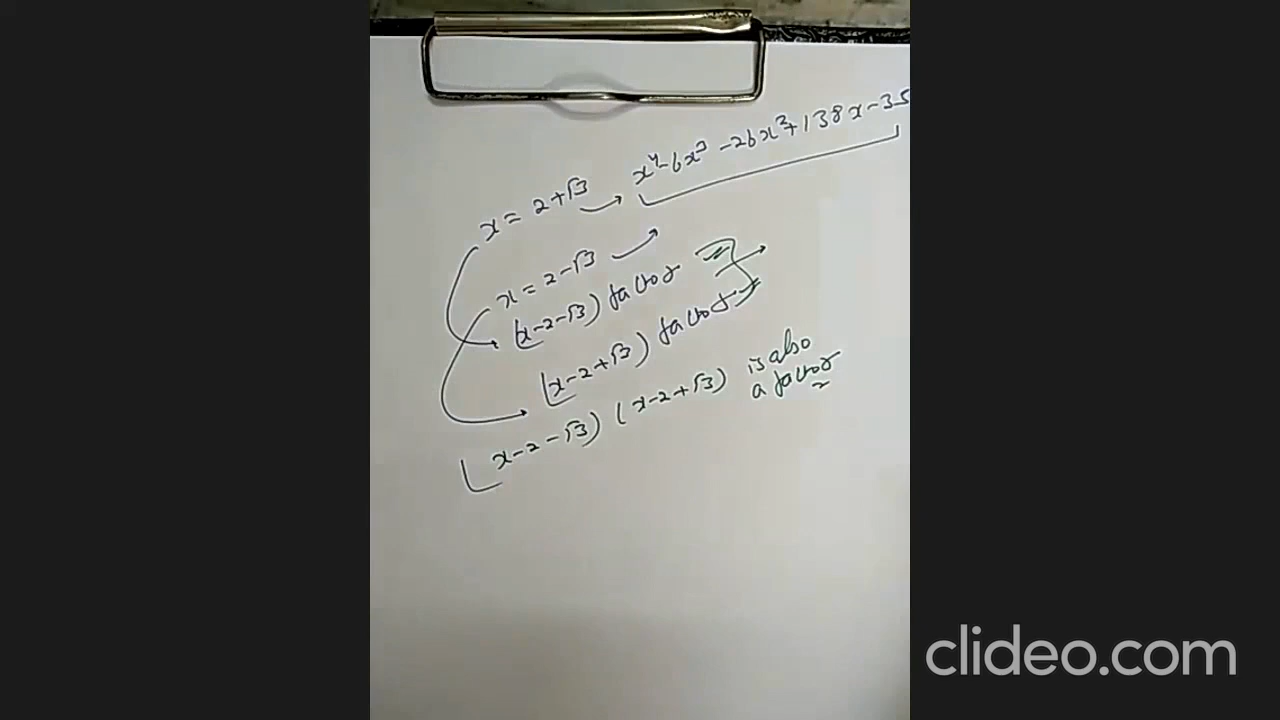 x⁴-6x³-26x²+138x-35
x = 2+√3
x = 2-√3
(x-2-√3) factor
(x-2+√3) factor
(x-2-√3) (x-2+√3) is also
a factor
clideo.com